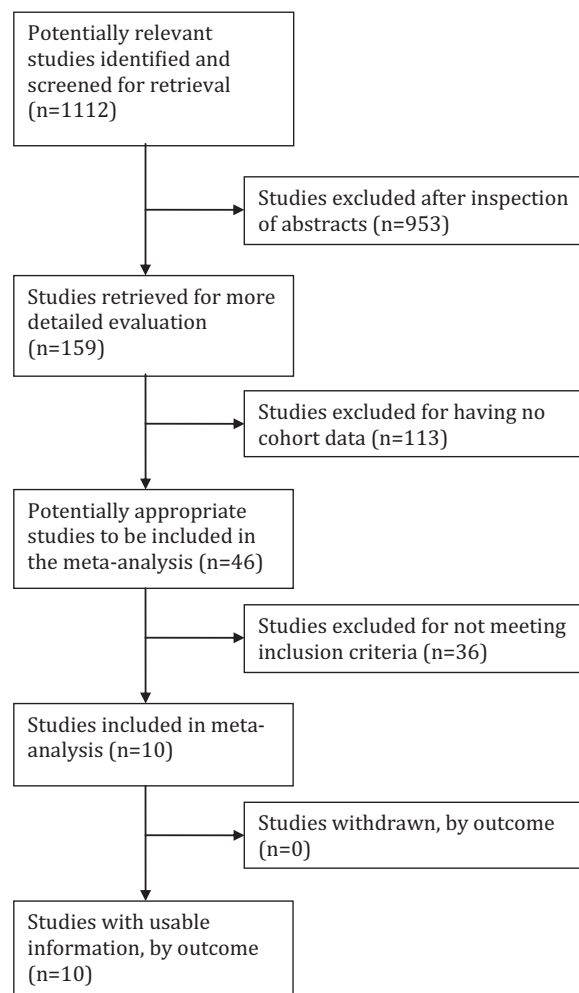 Potentially relevant
studies identified and
screened for retrieval
(n=1112)
Studies excluded after inspection
of abstracts (n=953)
Studies retrieved for more
detailed evaluation
(n=159)
Studies excluded for having no
cohort data (n=113)
Potentially appropriate
studies to be included in
the meta-analysis (n=46)
Studies excluded for not meeting
inclusion criteria (n=36)
Studies included in meta-
analysis (n=10)
Studies withdrawn, by outcome
(n=0)
Studies with usable
information, by outcome
(n=10)